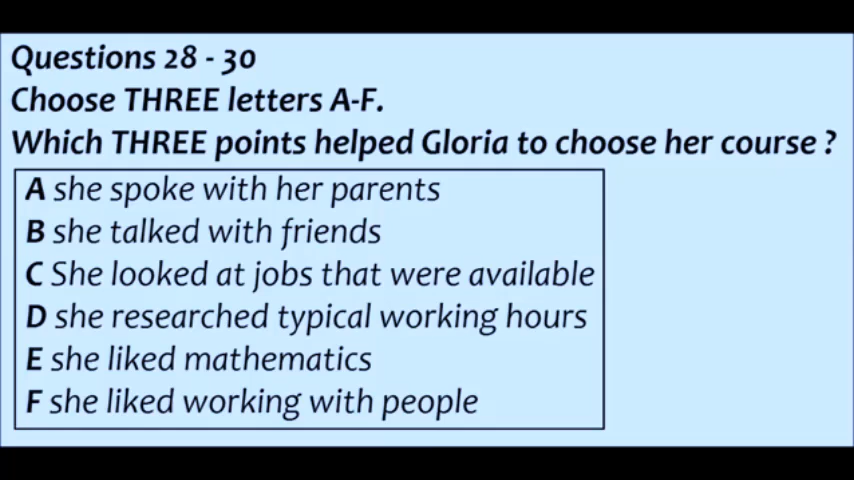 Questions 28 - 30
Choose THREE letters A-F.
Which THREE points helped Gloria to choose her course ?
A she spoke with her parents
B she talked with friends
C She looked at jobs that were available
D she researched typical working hours
E she liked mathematics
F she liked working with people